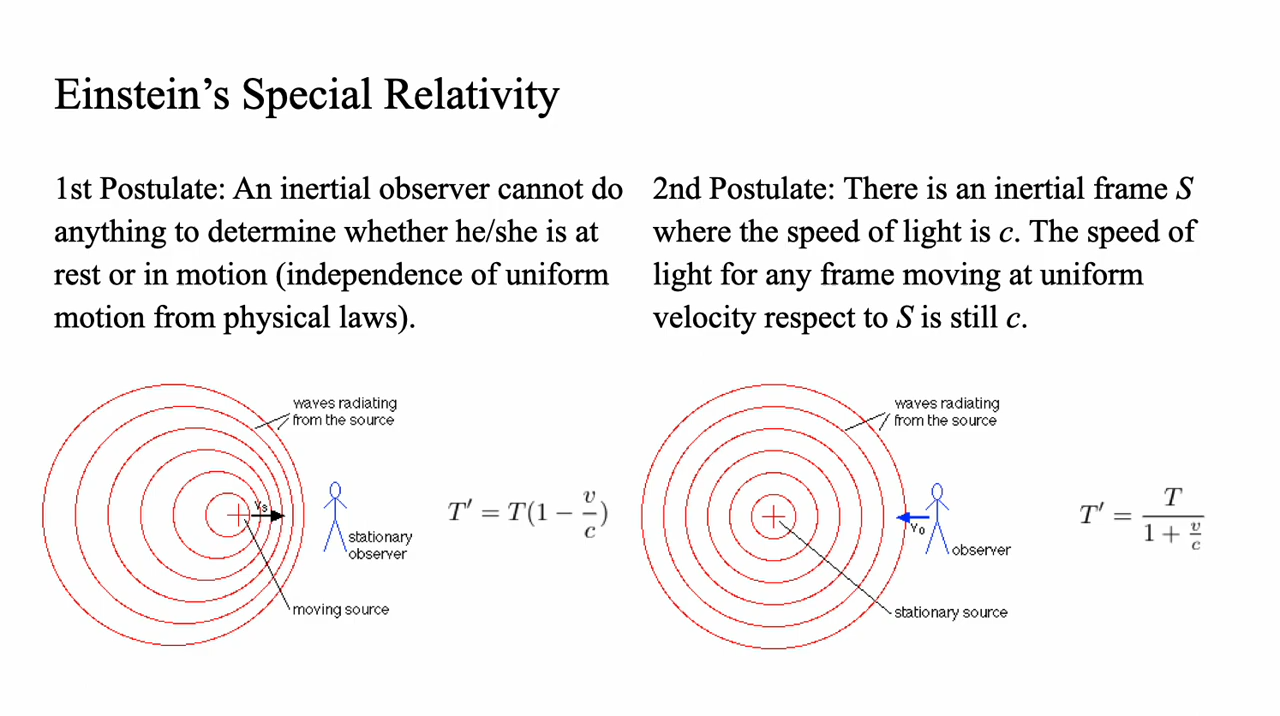 Einstein’s Special Relativity
1st Postulate: An inertial observer cannot do
anything to determine whether he/she is at
rest or in motion (independence of uniform
motion from physical laws).
2nd Postulate: There is an inertial frame S
where the speed of light is c. The speed of
light for any frame moving at uniform
velocity respect to S is still c.
waves radiating
from the source
Vs
stationary
observer
moving source
T′ = T(1 − v/c)
waves radiating
from the source
Vo
observer
stationary source
T′ = T/(1 + v/c)